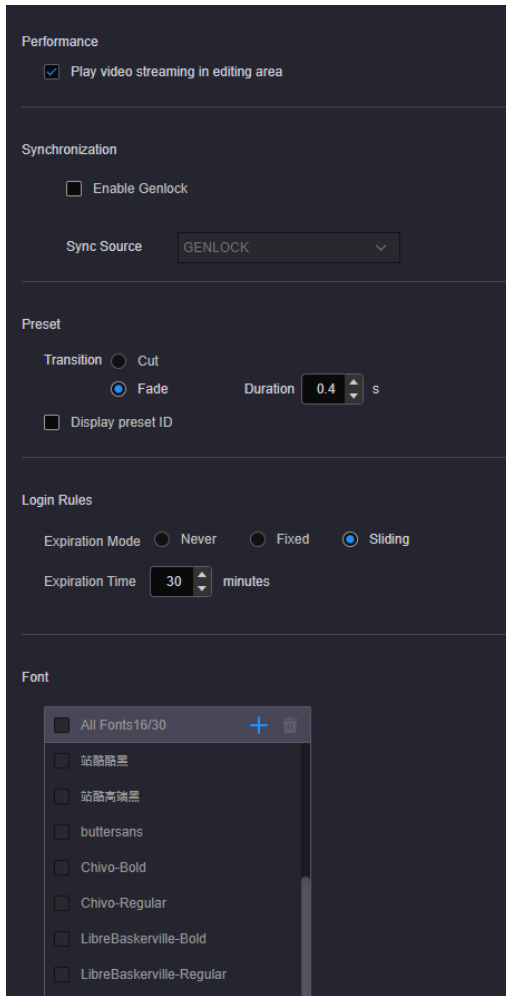 Performance
Play video streaming in editing area
Synchronization
Enable Genlock
Sync Source GENLOCK
Preset
Transition Cut
Fade Duration 0.4 s
Display preset ID
Login Rules
Expiration Mode Never Fixed Sliding
Expiration Time 30 minutes
Font
All Fonts16/30
站酷酷黑
站酷高端黑
buttersans
Chivo-Bold
Chivo-Regular
LibreBaskerville-Bold
LibreBaskerville-Regular